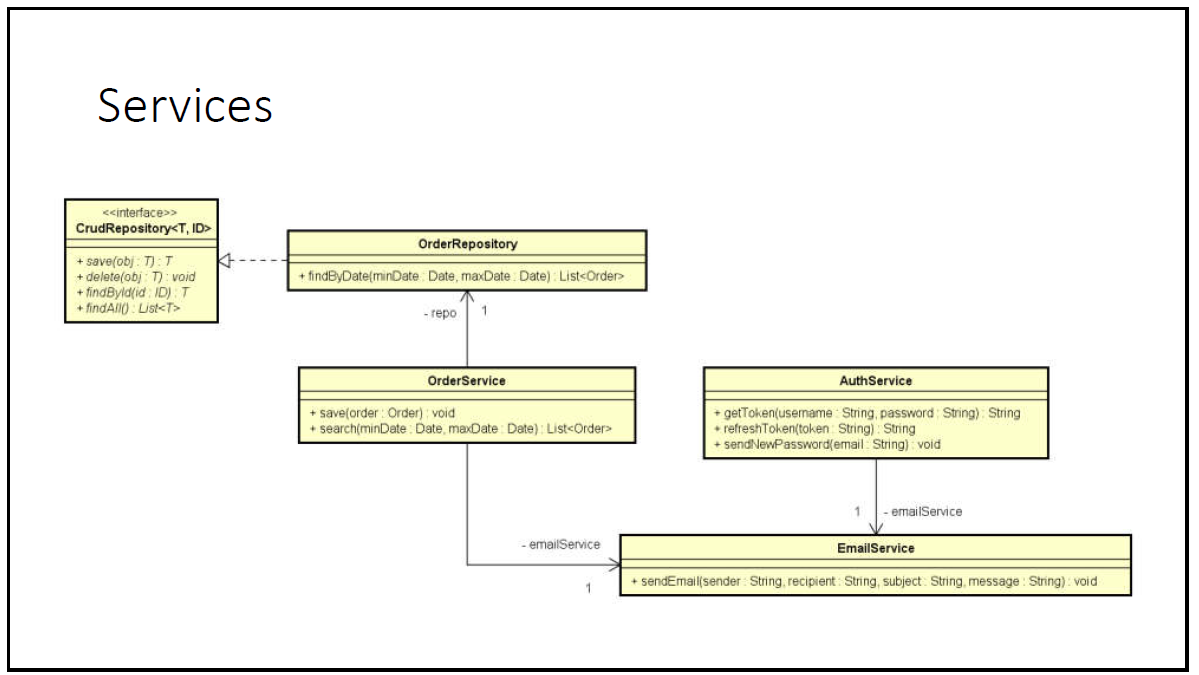 Services
<<interface>>
CrudRepository<T, ID>
+ save(obj : T) : T
+ delete(obj : T) : void
+ findById(id : ID) : T
+ findAll() : List<T>
OrderRepository
+ findByDate(minDate : Date, maxDate : Date) : List<Order>
- repo
1
OrderService
+ save(order : Order) : void
+ search(minDate : Date, maxDate : Date) : List<Order>
AuthService
+ getToken(username : String, password : String) : String
+ refreshToken(token : String) : String
+ sendNewPassword(email : String) : void
1
- emailService
- emailService
1
EmailService
+ sendEmail(sender : String, recipient : String, subject : String, message : String) : void